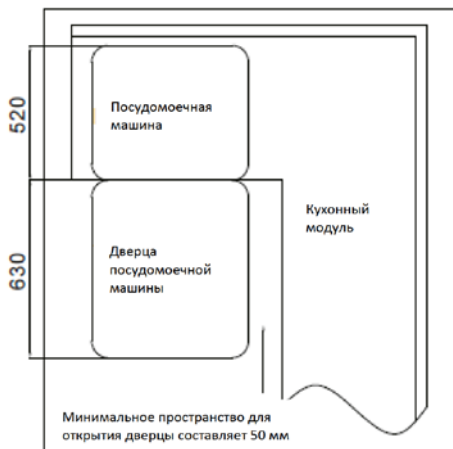 520
Посудомоечная
машина
Кухонный
модуль
630
Дверца
посудомоечной
машины
Минимальное пространство для
открытия дверцы составляет 50 мм